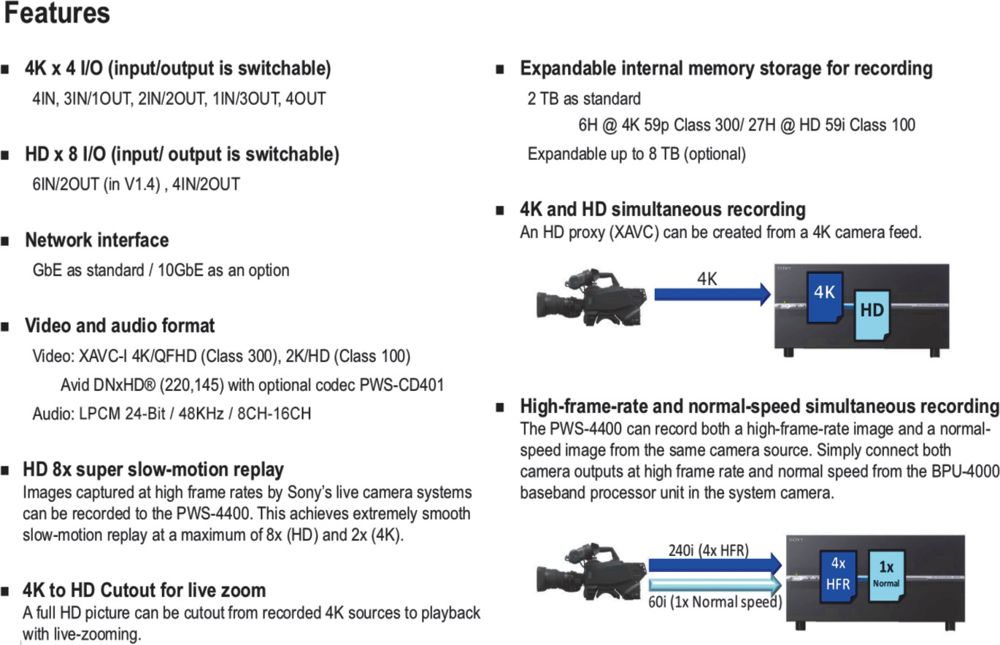 Features
■ 4K x 4 I/O (input/output is switchable)
4IN, 3IN/1OUT, 2IN/2OUT, 1IN/3OUT, 4OUT
■ HD x 8 I/O (input/ output is switchable)
6IN/2OUT (in V1.4) , 4IN/2OUT
■ Network interface
GbE as standard / 10GbE as an option
■ Video and audio format
Video: XAVC-I 4K/QFHD (Class 300), 2K/HD (Class 100)
Avid DNxHD® (220,145) with optional codec PWS-CD401
Audio: LPCM 24-Bit / 48KHz / 8CH-16CH
■ HD 8x super slow-motion replay
Images captured at high frame rates by Sony's live camera systems
can be recorded to the PWS-4400. This achieves extremely smooth
slow-motion replay at a maximum of 8x (HD) and 2x (4K).
■ 4K to HD Cutout for live zoom
A full HD picture can be cutout from recorded 4K sources to playback
with live-zooming.
■ Expandable internal memory storage for recording
2 TB as standard
6H @ 4K 59p Class 300/ 27H @ HD 59i Class 100
Expandable up to 8 TB (optional)
■ 4K and HD simultaneous recording
An HD proxy (XAVC) can be created from a 4K camera feed.
4K
SONY
4K
HD
■ High-frame-rate and normal-speed simultaneous recording
The PWS-4400 can record both a high-frame-rate image and a normal-
speed image from the same camera source. Simply connect both
camera outputs at high frame rate and normal speed from the BPU-4000
baseband processor unit in the system camera.
240i (4x HFR)
60i (1x Normal speed)
SONY
4x
HFR
1x
Normal